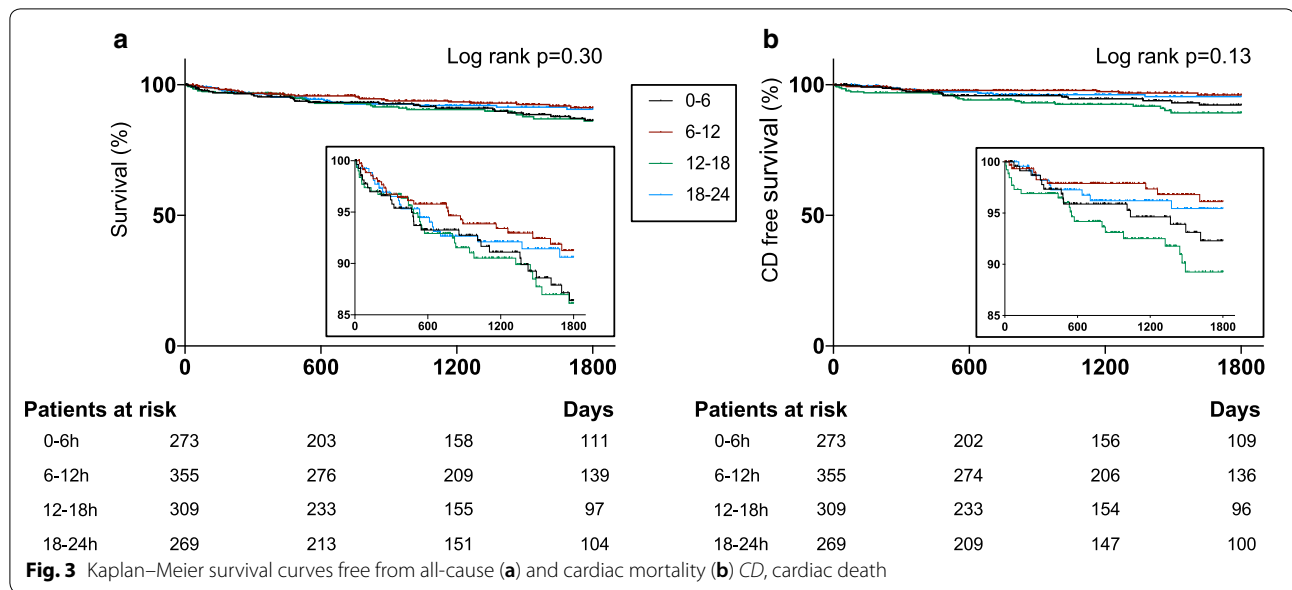 a
Log rank p=0.30
Survival (%)
100
50
0
0 600 1200 1800
100
95
90
85
0 600 1200 1800
0-6
6-12
12-18
18-24
b
Log rank p=0.13
CD free survival (%)
100
50
0
0 600 1200 1800
100
95
90
85
0 600 1200 1800
Patients at risk Days
0-6h 273 203 158 111
6-12h 355 276 209 139
12-18h 309 233 155 97
18-24h 269 213 151 104
Patients at risk Days
0-6h 273 202 156 109
6-12h 355 274 206 136
12-18h 309 233 154 96
18-24h 269 209 147 100
Fig. 3 Kaplan–Meier survival curves free from all-cause (a) and cardiac mortality (b) CD, cardiac death